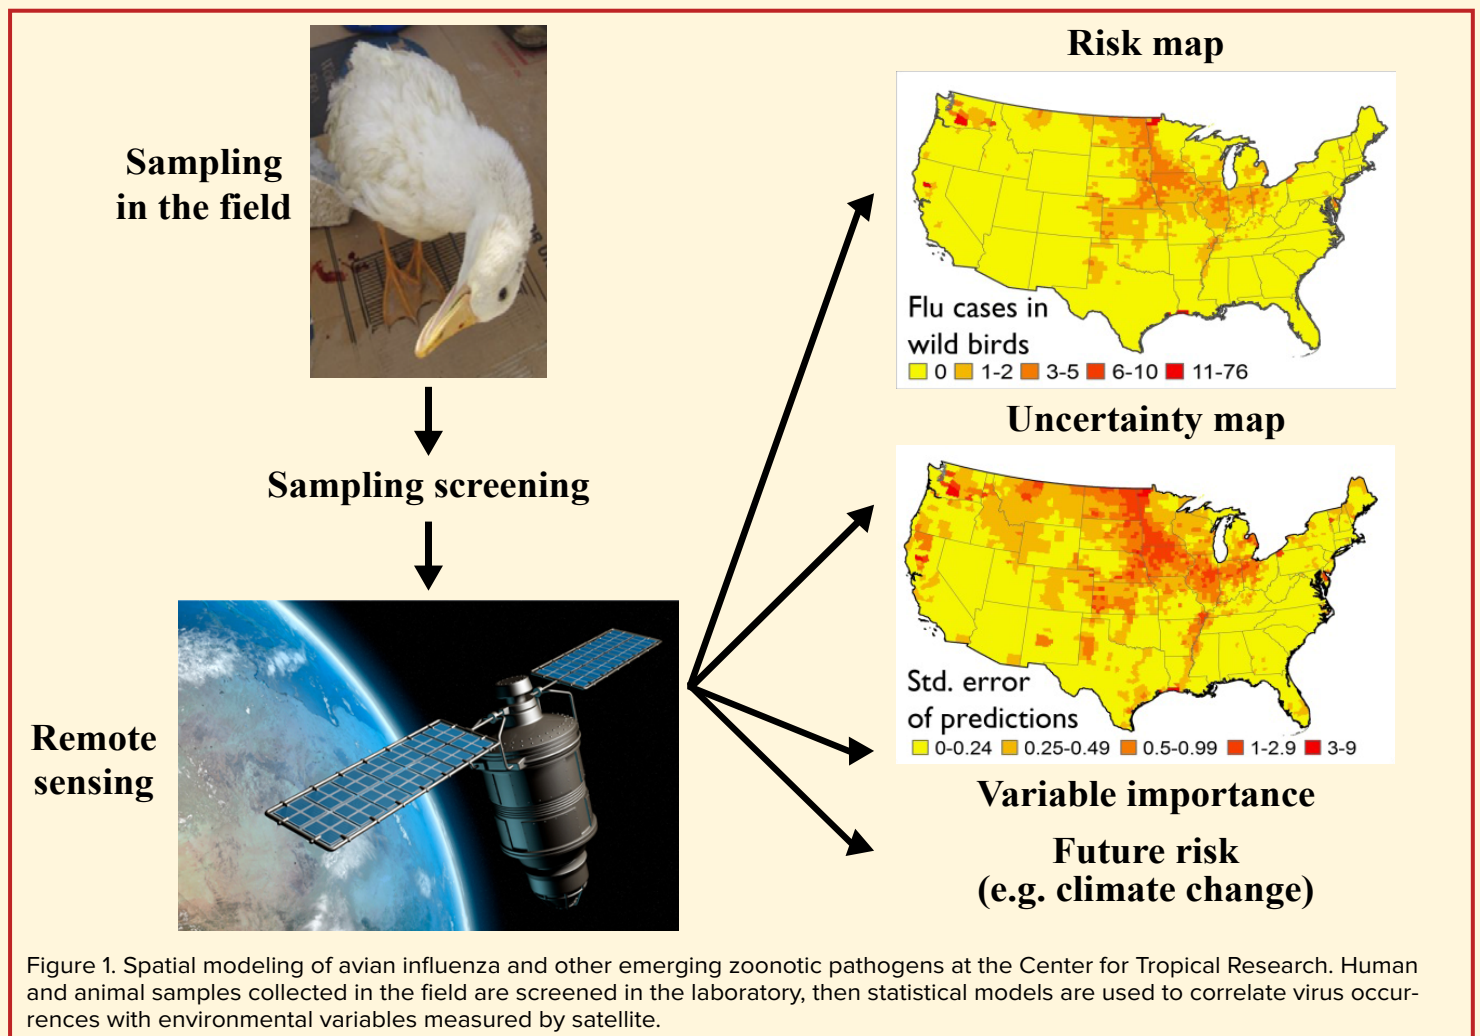 Sampling
in the field
Sampling screening
Remote
sensing
Risk map
Flu cases in
wild birds
0 1-2 3-5 6-10 11-76
Uncertainty map
Std. error
of predictions
0-0.24 0.25-0.49 0.5-0.99 1-2.9 3-9
Variable importance
Future risk
(e.g. climate change)
Figure 1. Spatial modeling of avian influenza and other emerging zoonotic pathogens at the Center for Tropical Research. Human
and animal samples collected in the field are screened in the laboratory, then statistical models are used to correlate virus occur-
rences with environmental variables measured by satellite.